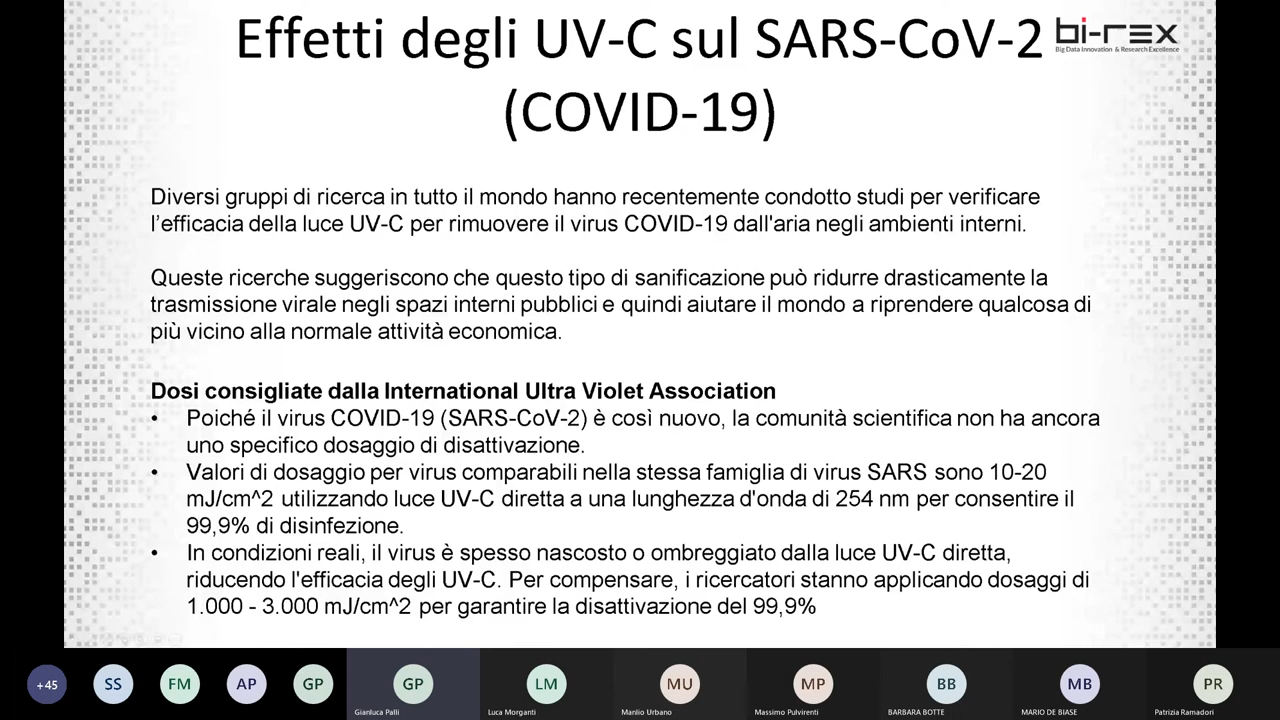 Effetti degli UV-C sul SARS-CoV-2
(COVID-19)
bi-rex
Big Data Innovation & Research Excellence
Diversi gruppi di ricerca in tutto il mondo hanno recentemente condotto studi per verificare
l’efficacia della luce UV-C per rimuovere il virus COVID-19 dall'aria negli ambienti interni.
Queste ricerche suggeriscono che questo tipo di sanificazione può ridurre drasticamente la
trasmissione virale negli spazi interni pubblici e quindi aiutare il mondo a riprendere qualcosa di
più vicino alla normale attività economica.
Dosi consigliate dalla International Ultra Violet Association
• Poiché il virus COVID-19 (SARS-CoV-2) è così nuovo, la comunità scientifica non ha ancora
uno specifico dosaggio di disattivazione.
• Valori di dosaggio per virus comparabili nella stessa famiglia di virus SARS sono 10-20
mJ/cm^2 utilizzando luce UV-C diretta a una lunghezza d'onda di 254 nm per consentire il
99,9% di disinfezione.
• In condizioni reali, il virus è spesso nascosto o ombreggiato dalla luce UV-C diretta,
riducendo l'efficacia degli UV-C. Per compensare, i ricercatori stanno applicando dosaggi di
1.000 - 3.000 mJ/cm^2 per garantire la disattivazione del 99,9%
+45 SS FM AP GP GP LM MU MP BB MB PR
Gianluca Palli Luca Morganti Manlio Urbano Massimo Pulvirenti BARBARA BOTTE MARIO DE BIASE Patrizia Ramadori